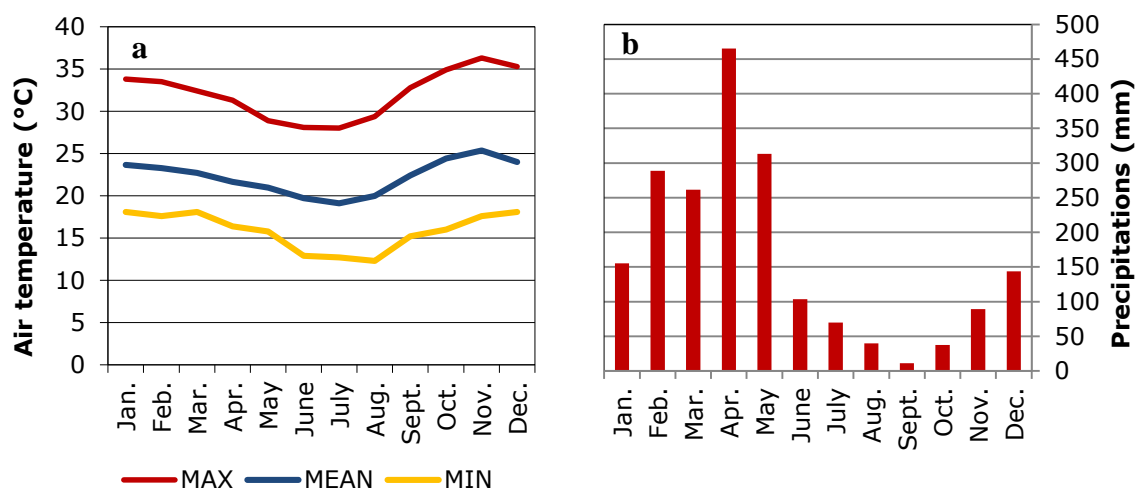 a
Air temperature (°C)
40
35
30
25
20
15
10
5
0
Jan.
Feb.
Mar.
Apr.
May
June
July
Aug.
Sept.
Oct.
Nov.
Dec.
MAX MEAN MIN
b
Precipitations (mm)
500
450
400
350
300
250
200
150
100
50
0
Jan.
Feb.
Mar.
Apr.
May
June
July
Aug.
Sept.
Oct.
Nov.
Dec.